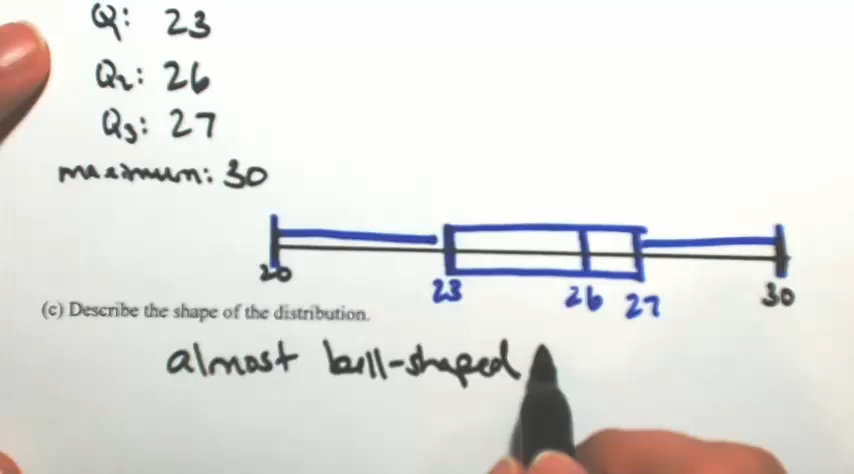 Q: 23
Q2: 26
Q3: 27
maximum: 30
20 23 26 27 30
(c) Describe the shape of the distribution.
almost bell-shaped